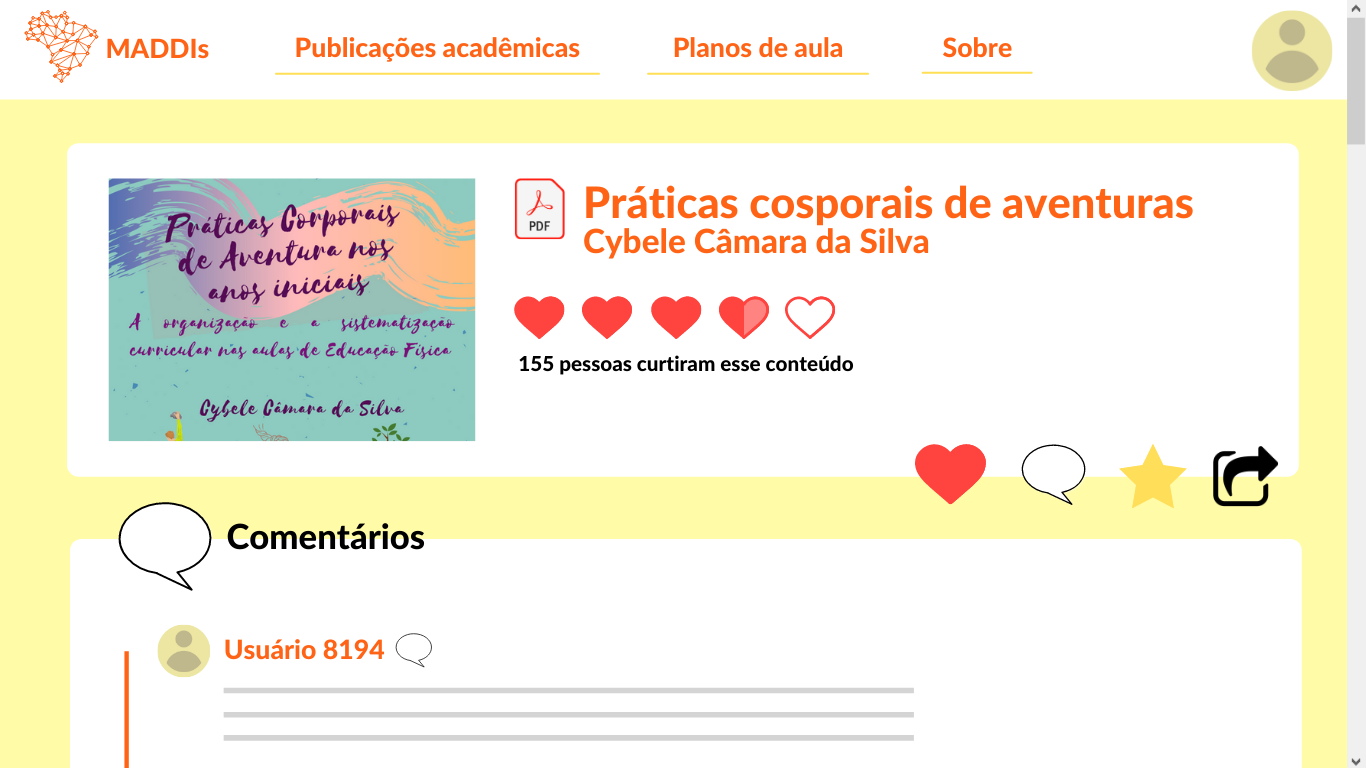 MADDIs
Publicações acadêmicas
Planos de aula
Sobre
Práticas Corporais
de Aventura nos
anos iniciais
A organização e a sistematização
curricular nas aulas de Educação Física
Cybele Câmara da Silva
PDF
Práticas cosporais de aventuras
Cybele Câmara da Silva
155 pessoas curtiram esse conteúdo
Comentários
Usuário 8194